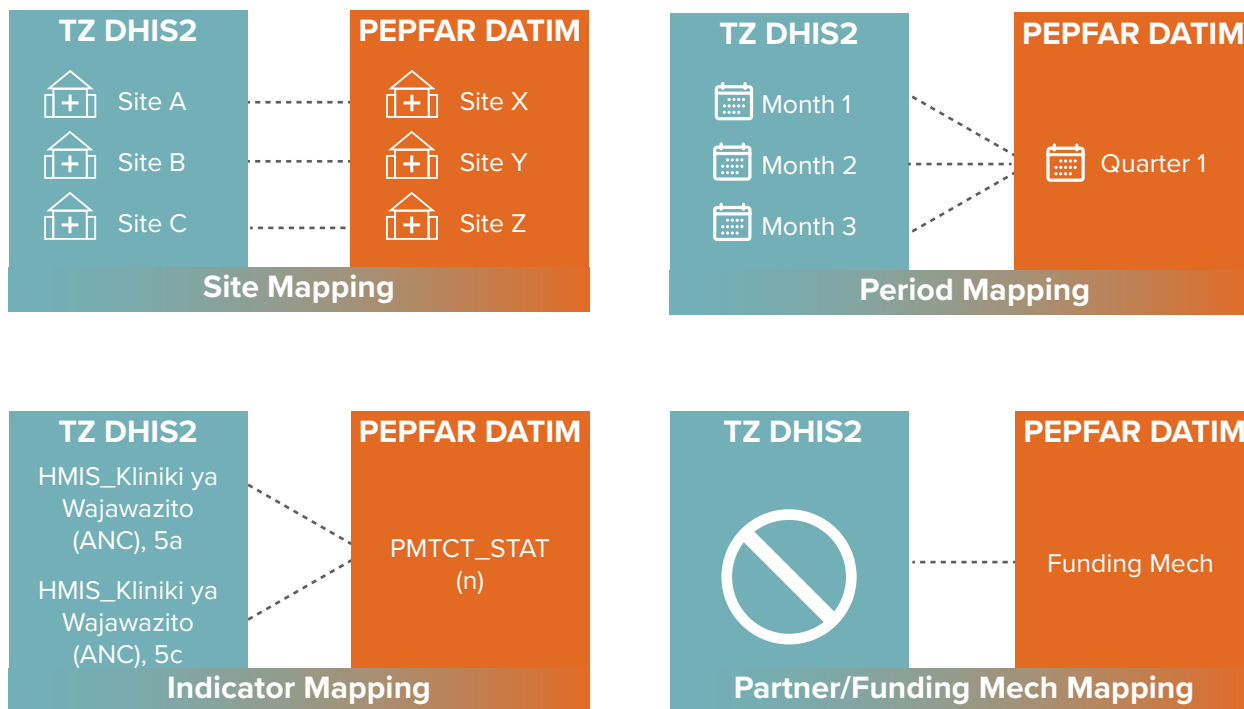 TZ DHIS2
PEPFAR DATIM
Site A
Site X
Site B
Site Y
Site C
Site Z
Site Mapping
TZ DHIS2
PEPFAR DATIM
Month 1
Month 2
Quarter 1
Month 3
Period Mapping
TZ DHIS2
PEPFAR DATIM
HMIS_Kliniki ya
Wajawazito
(ANC), 5a
HMIS_Kliniki ya
Wajawazito
(ANC), 5c
PMTCT_STAT
(n)
Indicator Mapping
TZ DHIS2
PEPFAR DATIM
Funding Mech
Partner/Funding Mech Mapping